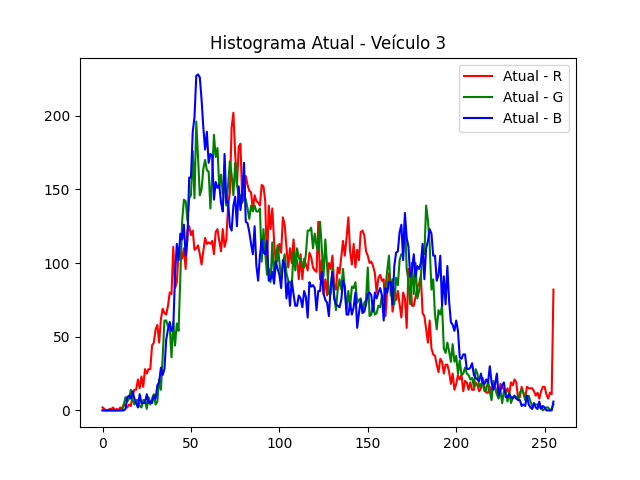 Histograma Atual - Veículo 3
Atual - R
Atual - G
Atual - B
200
150
100
50
0
0 50 100 150 200 250